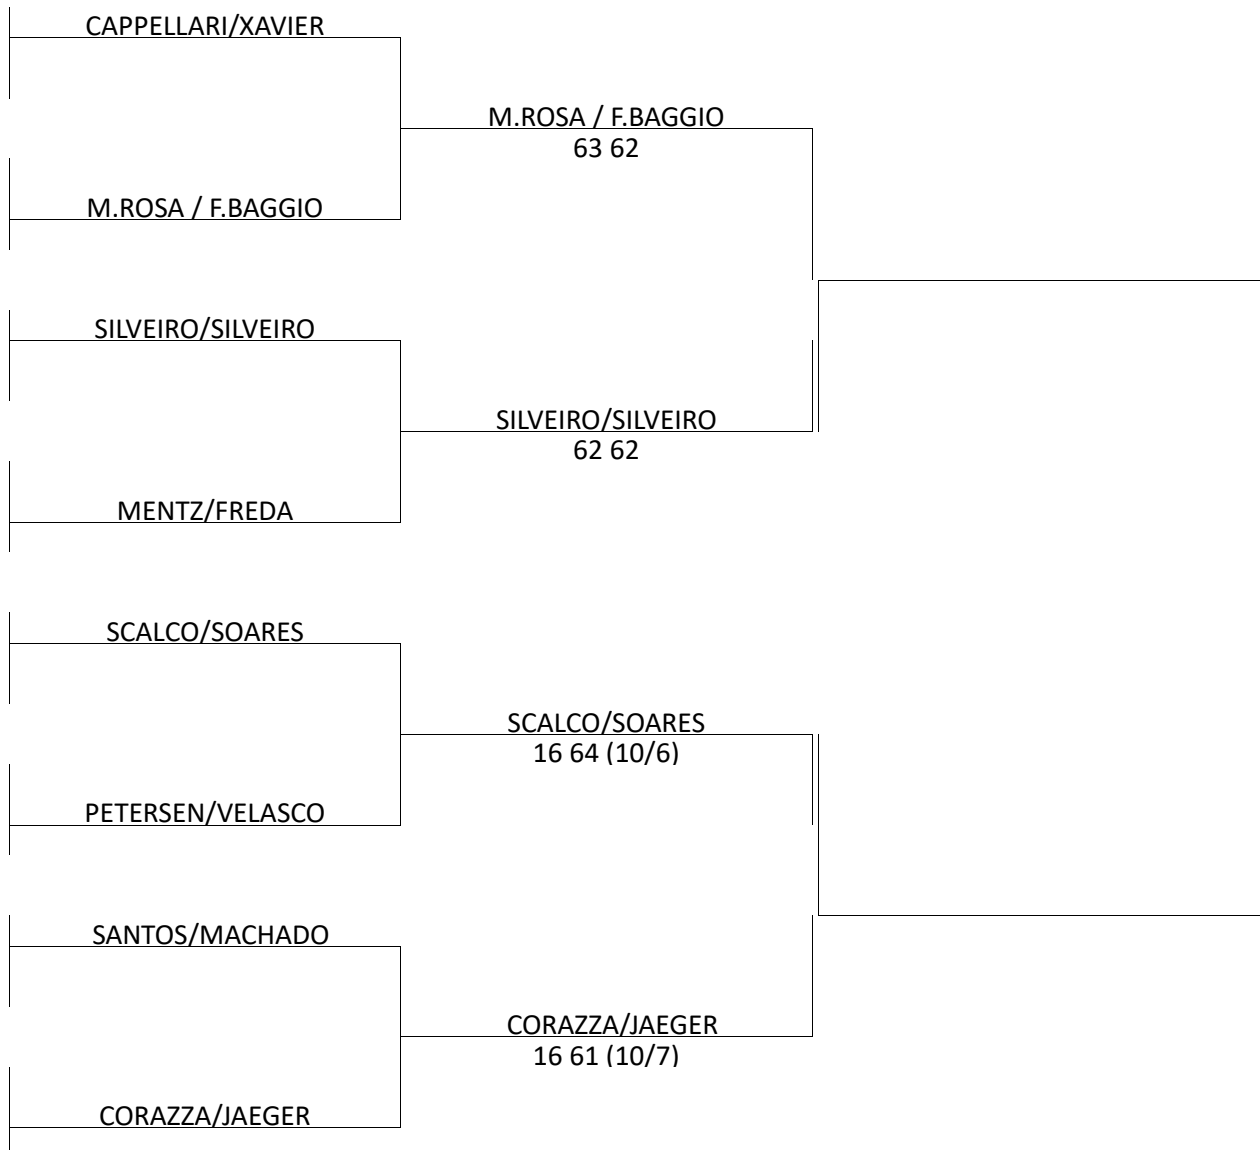 CAPPELLARI/XAVIER
M.ROSA / F.BAGGIO
63 62
M.ROSA / F.BAGGIO
SILVEIRO/SILVEIRO
SILVEIRO/SILVEIRO
62 62
MENTZ/FREDA
SCALCO/SOARES
SCALCO/SOARES
16 64 (10/6)
PETERSEN/VELASCO
SANTOS/MACHADO
CORAZZA/JAEGER
16 61 (10/7)
CORAZZA/JAEGER